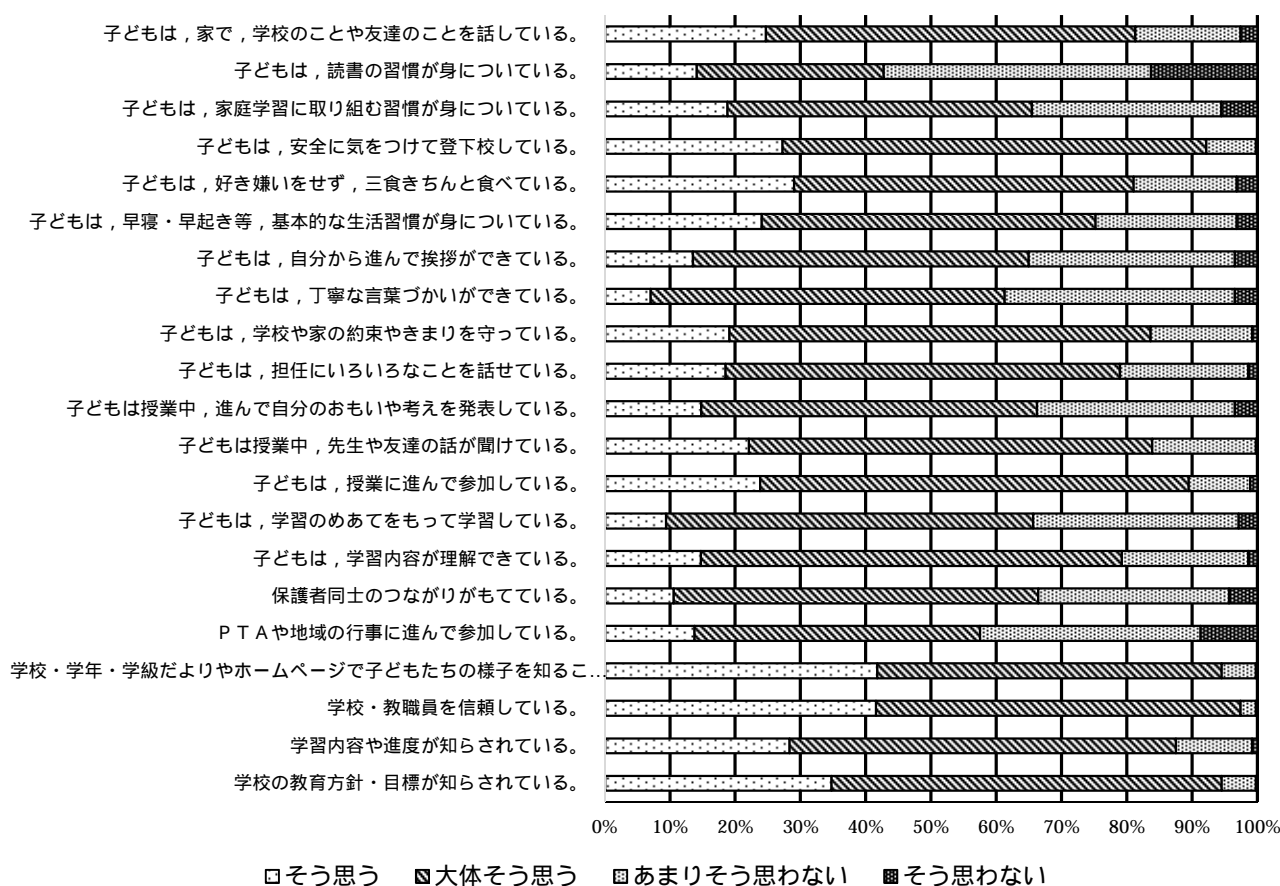 子どもは，家で，学校のことや友達のことを話している。
子どもは，読書の習慣が身についている。
子どもは，家庭学習に取り組む習慣が身についている。
子どもは，安全に気をつけて登下校している。
子どもは，好き嫌いをせず，三食きちんと食べている。
子どもは，早寝・早起き等，基本的な生活習慣が身についている。
子どもは，自分から進んで挨拶ができている。
子どもは，丁寧な言葉づかいができている。
子どもは，学校や家の約束やきまりを守っている。
子どもは，担任にいろいろなことを話せている。
子どもは授業中，進んで自分のおもいや考えを発表している。
子どもは授業中，先生や友達の話が聞けている。
子どもは，授業に進んで参加している。
子どもは，学習のめあてをもって学習している。
子どもは，学習内容が理解できている。
保護者同士のつながりがもてている。
ＰＴＡや地域の行事に進んで参加している。
学校・学年・学級だよりやホームページで子どもたちの様子を知るこ…
学校・教職員を信頼している。
学習内容や進度が知らされている。
学校の教育方針・目標が知らされている。
0% 10% 20% 30% 40% 50% 60% 70% 80% 90% 100%
そう思う 大体そう思う あまりそう思わない そう思わない